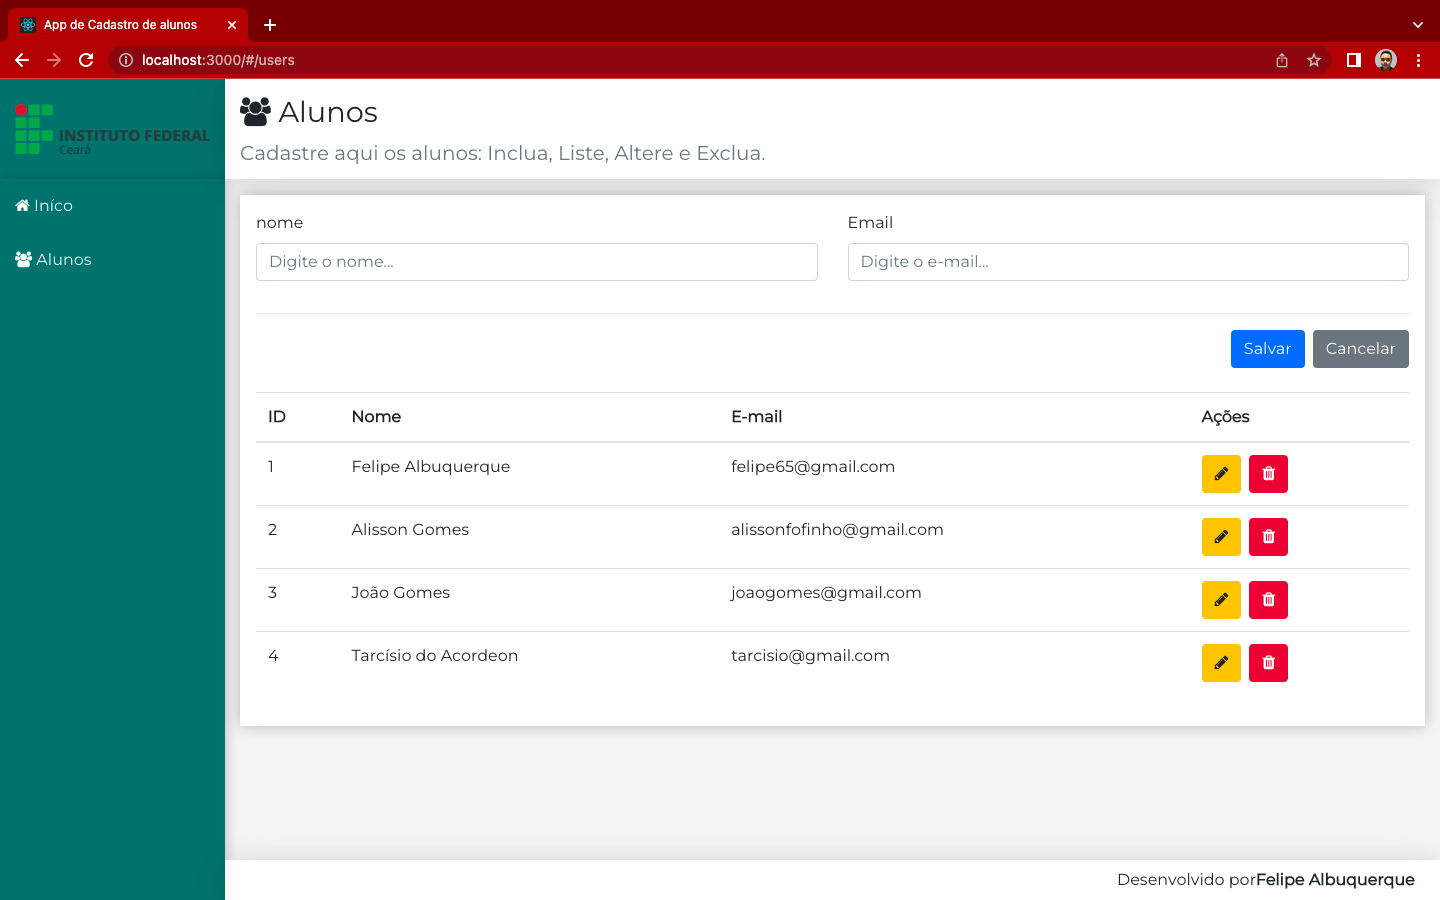 App de Cadastro de alunos
localhost:3000/#/users
INSTITUTO FEDERAL
Ceará
Iníco
Alunos
Alunos
Cadastre aqui os alunos: Inclua, Liste, Altere e Exclua.
nome Email
Digite o nome... Digite o e-mail...
Salvar Cancelar
ID Nome E-mail Ações
1 Felipe Albuquerque felipe65@gmail.com
2 Alisson Gomes alissonfofinho@gmail.com
3 João Gomes joaogomes@gmail.com
4 Tarcísio do Acordeon tarcisio@gmail.com
Desenvolvido porFelipe Albuquerque